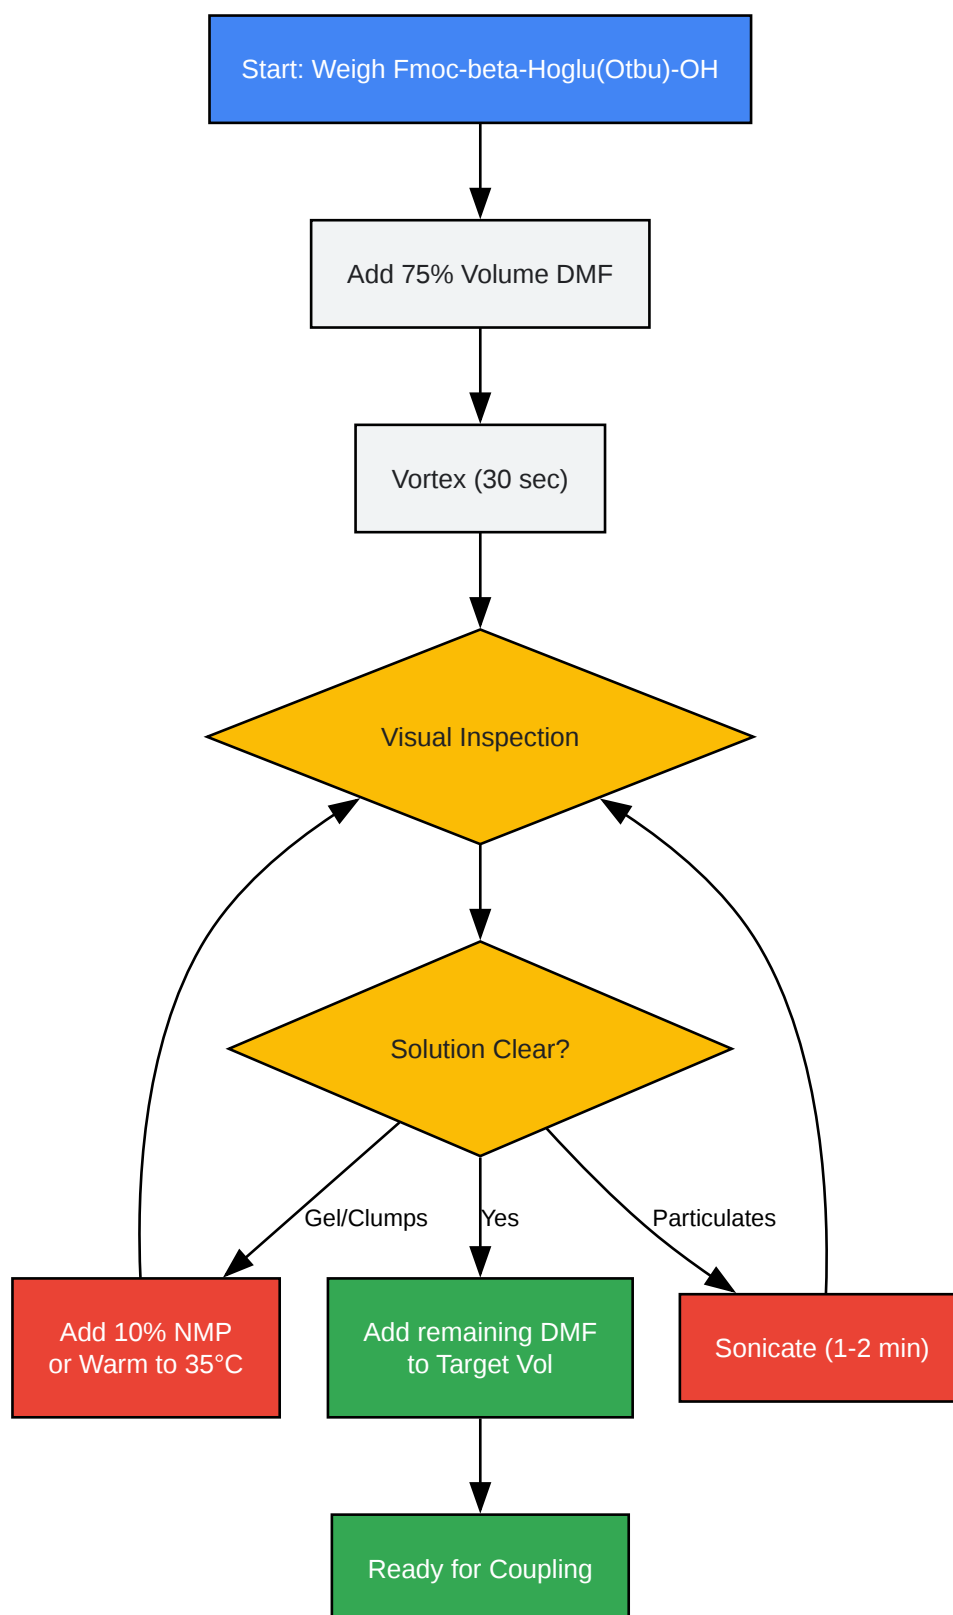 Start: Weigh Fmoc-beta-Hoglu(Otbu)-OH
Add 75% Volume DMF
Vortex (30 sec)
Visual Inspection
Solution Clear?
Gel/Clumps
Yes
Particulates
Add 10% NMP
or Warm to 35°C
Add remaining DMF
to Target Vol
Sonicate (1-2 min)
Ready for Coupling